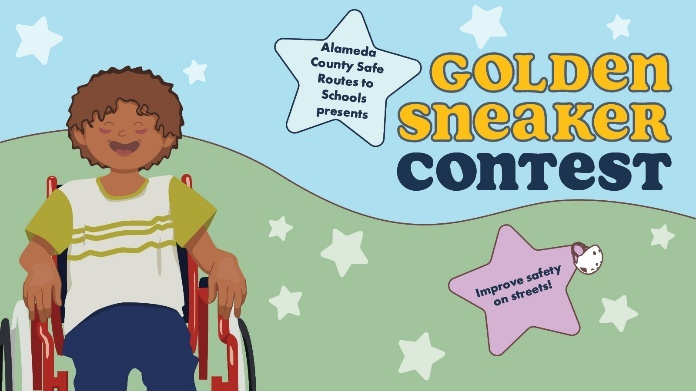 Alameda
County Safe
Routes to
Schools
presents
GOLDEN
SNEAKER
CONTEST
Improve safety
on streets!